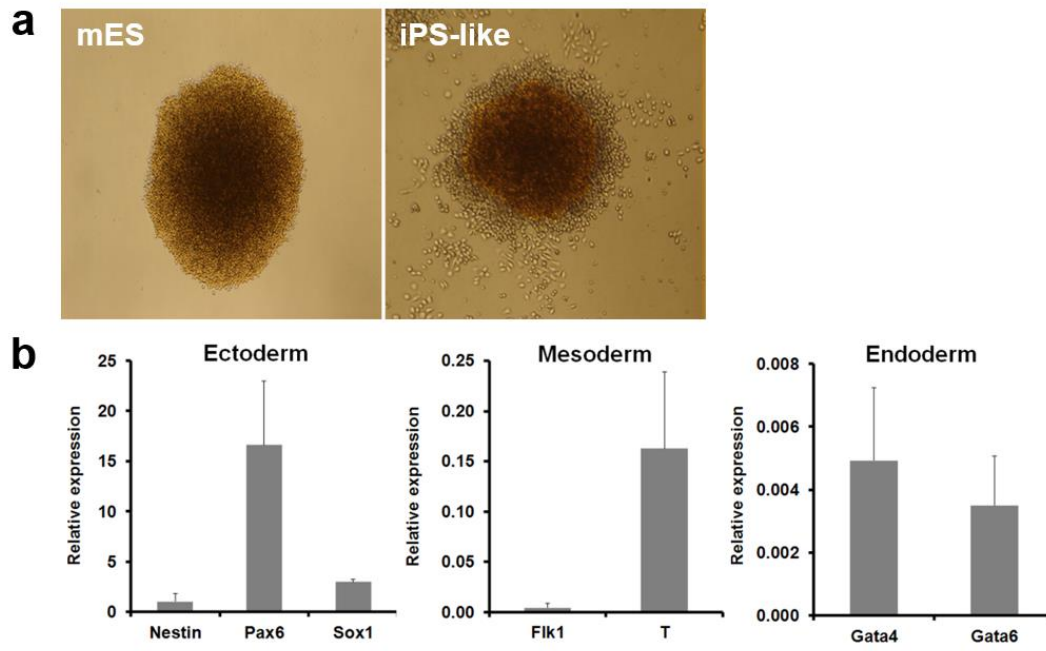 a
mES
iPS-like
b
Ectoderm
Relative expression
25
20
15
10
5
0
Nestin Pax6 Sox1
Mesoderm
Relative expression
0.25
0.20
0.15
0.10
0.05
0.00
Flk1 T
Endoderm
Relative expression
0.008
0.006
0.004
0.002
0.000
Gata4 Gata6